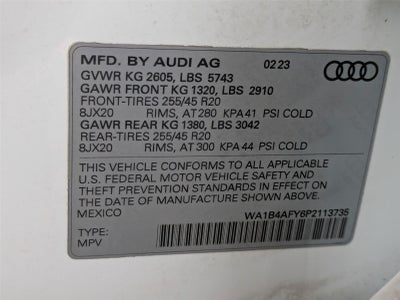 MFD. BY AUDI AG 02 23
GVWR KG 2605, LBS 5743
GAWR FRONT KG 1320, LBS 2910
FRONT-TIRES 255/45 R20
8JX20 RIMS, AT 280 KPA 41 PSI COLD
GAWR REAR KG 1380, LBS 3042
REAR-TIRES 255/45 R20
8JX20 RIMS, AT 300 KPA 44 PSI COLD
THIS VEHICLE CONFORMS TO ALL APPLICABLE
U.S. FEDERAL MOTOR VEHICLE SAFETY AND
THEFT PREVENTION STANDARDS IN EFFECT ON
THE DATE OF MANUFACTURE SHOWN ABOVE.
MEXICO WA1B4AFY6P2113735
TYPE:
MPV